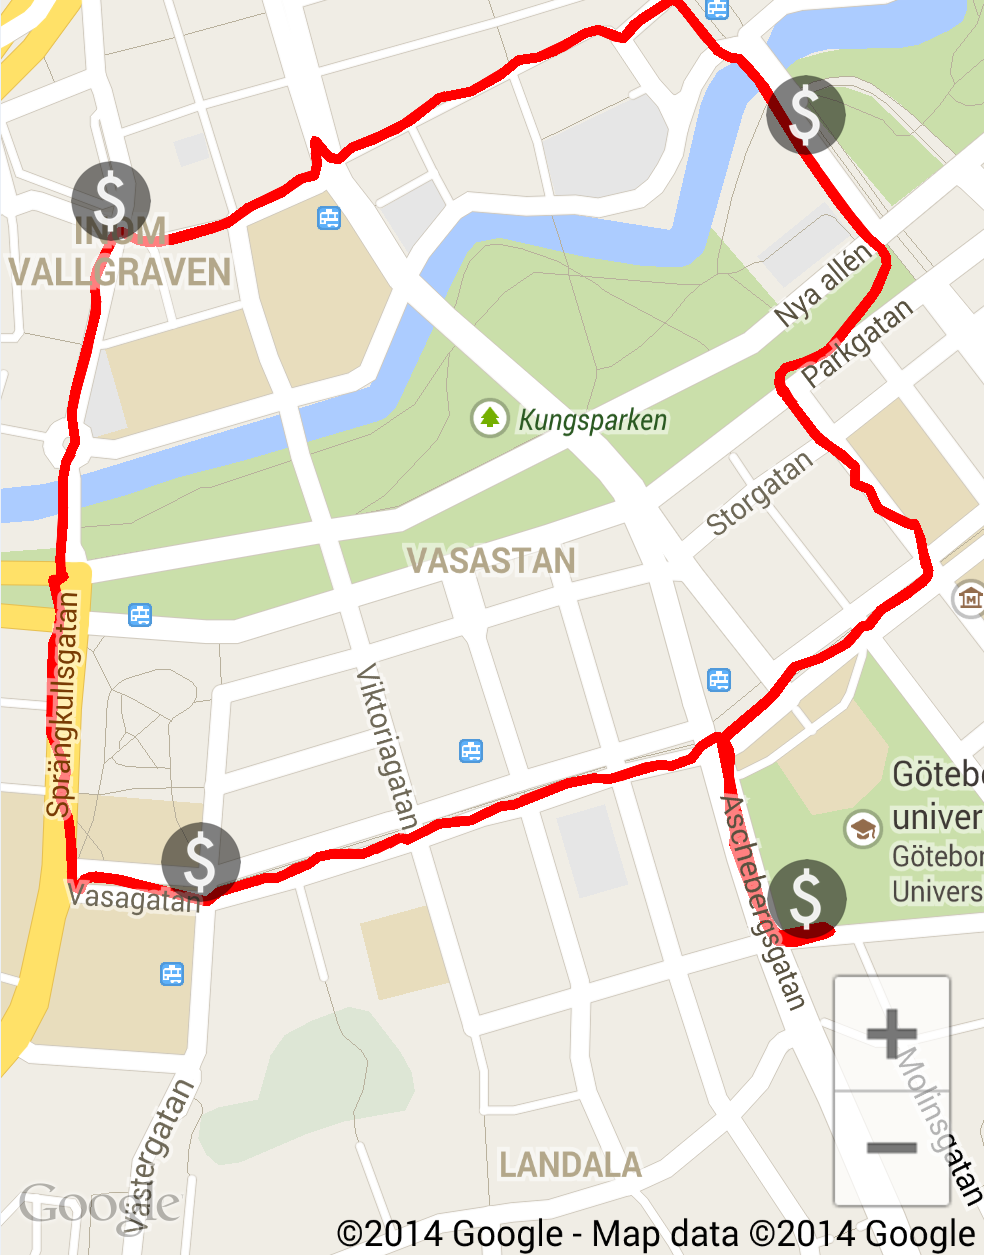 $
$
INOM
VALLGRAVEN
Nya allén
Parkgatan
Kungsparken
Storgatan
VASASTAN
Sprängkullsgatan
Viktoriagatan
M
Göteb
univer
Götebor
Univers
Aschebergsgatan
$
Vasagatan
$
+
−
Molinsgatan
Västergatan
LANDALA
Google
©2014 Google - Map data ©2014 Google